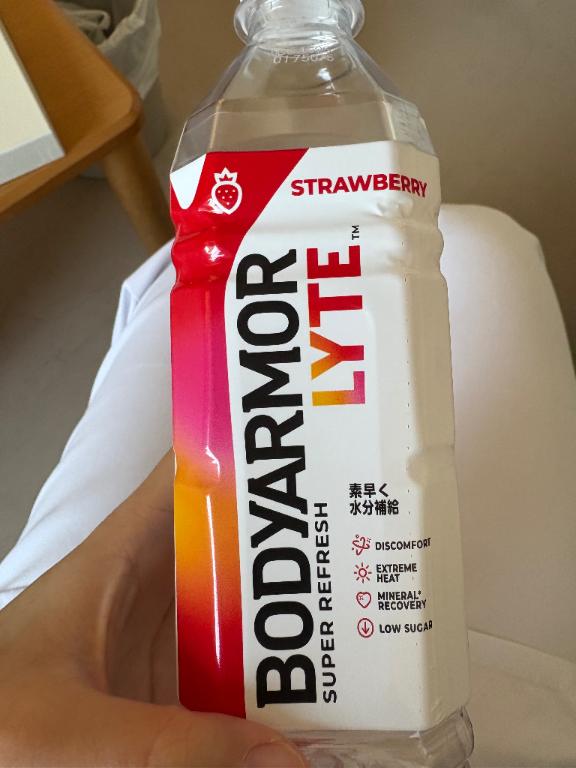 STRAWBERRY
BODYARMOR
LYTE™
SUPER REFRESH
素早く
水分補給
DISCOMFORT
EXTREME
HEAT
MINERAL*
RECOVERY
LOW SUGAR